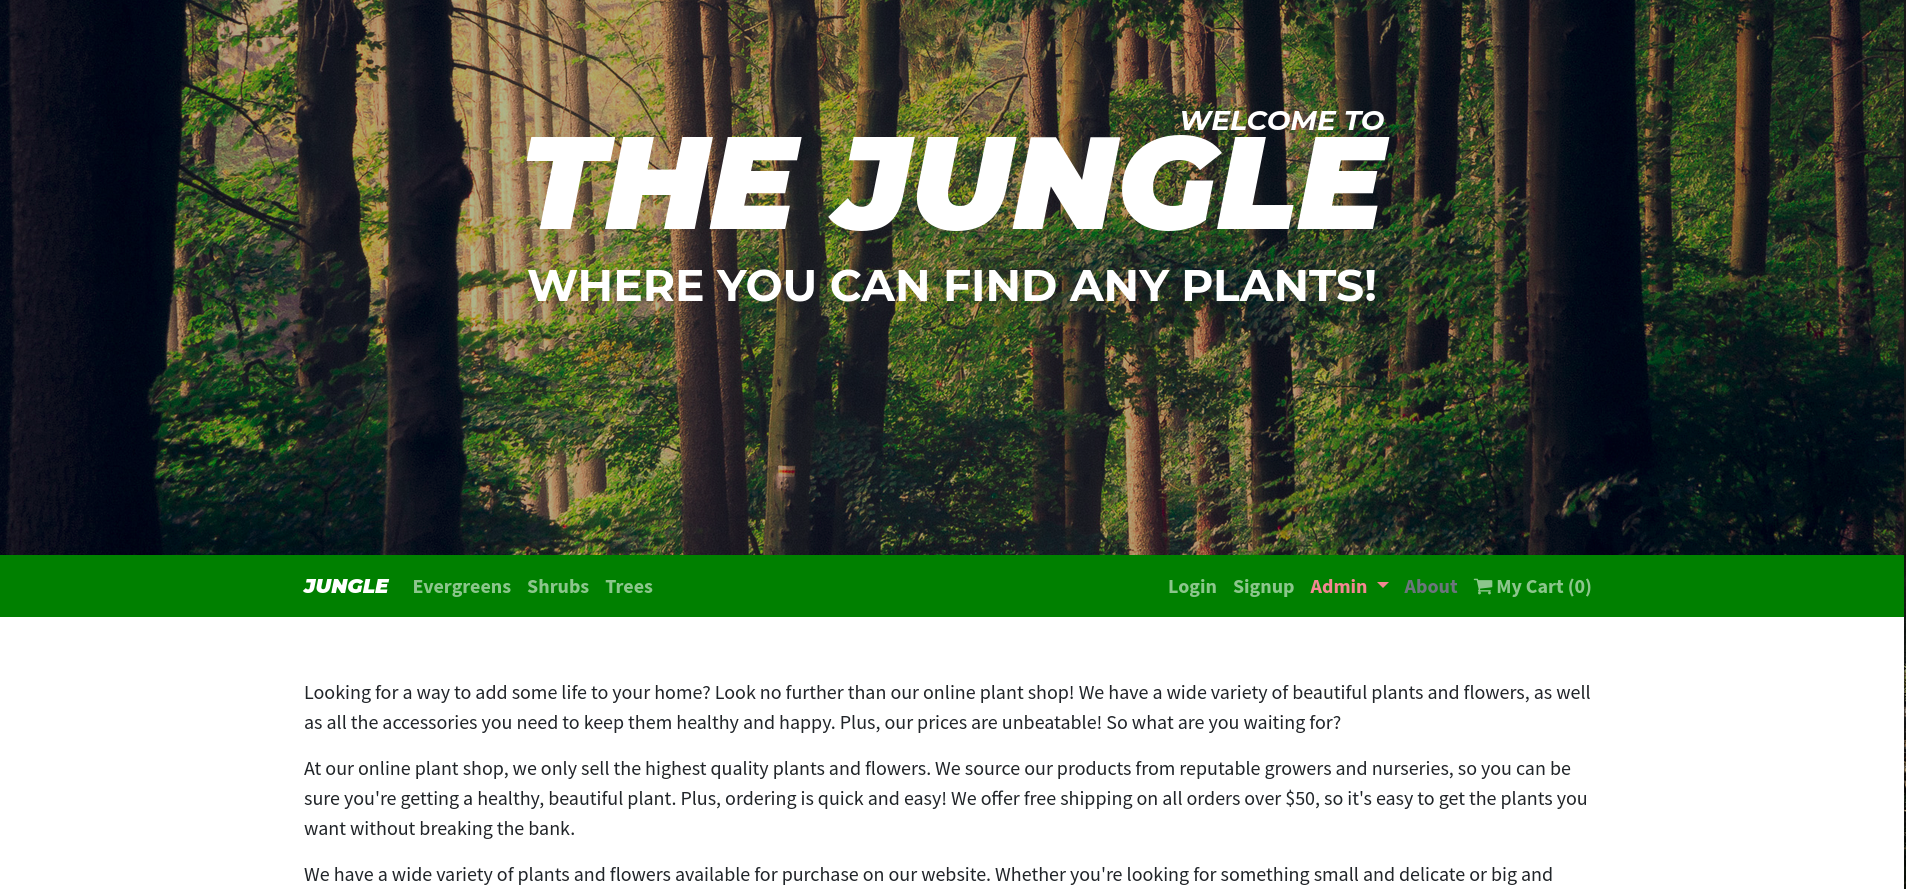 WELCOME TO
THE JUNGLE
WHERE YOU CAN FIND ANY PLANTS!
JUNGLE Evergreens Shrubs Trees Login Signup Admin About My Cart (0)
Looking for a way to add some life to your home? Look no further than our online plant shop! We have a wide variety of beautiful plants and flowers, as well
as all the accessories you need to keep them healthy and happy. Plus, our prices are unbeatable! So what are you waiting for?
At our online plant shop, we only sell the highest quality plants and flowers. We source our products from reputable growers and nurseries, so you can be
sure you're getting a healthy, beautiful plant. Plus, ordering is quick and easy! We offer free shipping on all orders over $50, so it's easy to get the plants you
want without breaking the bank.
We have a wide variety of plants and flowers available for purchase on our website. Whether you're looking for something small and delicate or big and